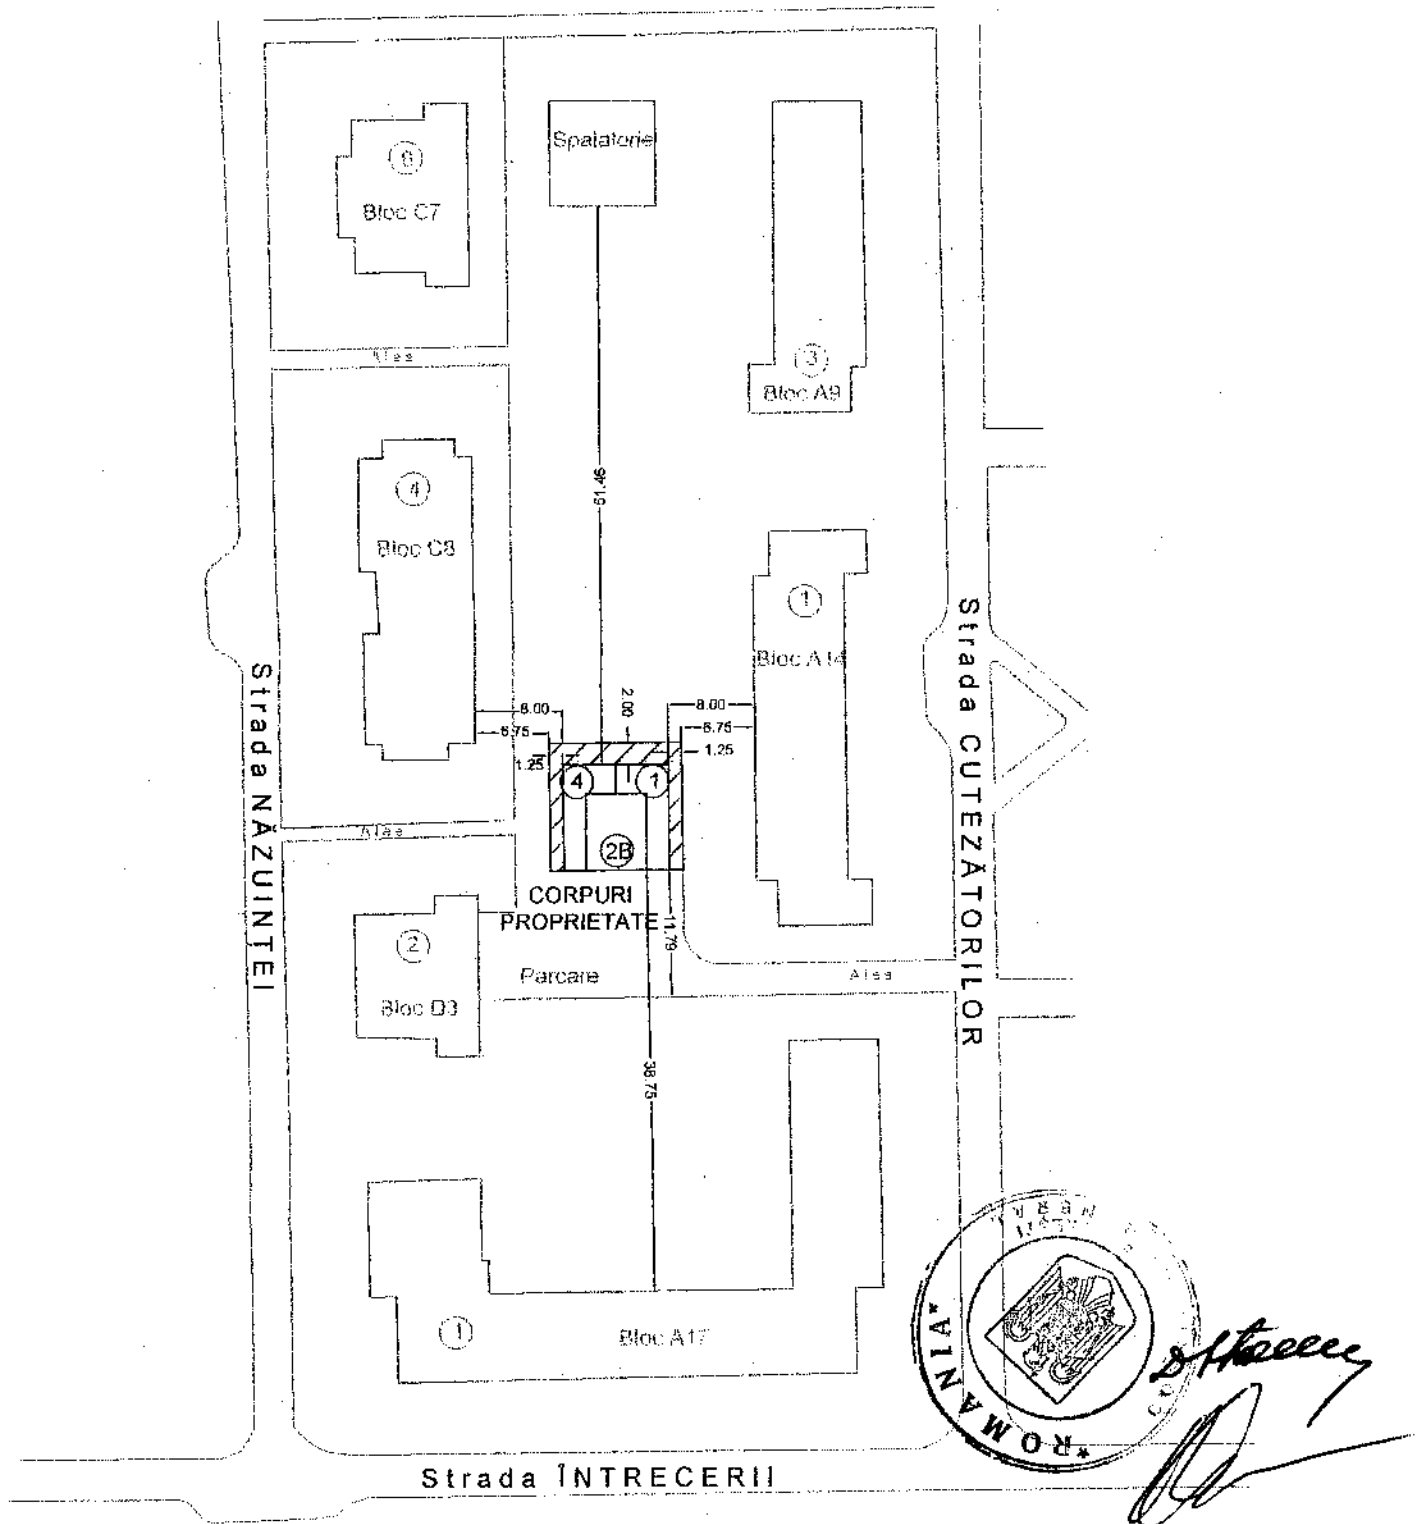 Spalatorie
6
Bloc C7
3
Bloc A9
Alee
4
Bloc C8
61.46
1
Bloc A14
Strada NĂZUINȚEI
Strada CUTEZĂTORILOR
8.00
6.75
1.25
2.00
8.00
6.75
1.25
4
1
2B
Alee
CORPURI
PROPRIETATE
11.79
2
Bloc D3
Parcare
Alee
38.75
1
Bloc A17
Strada ÎNTRECERII
*ROMANIA*